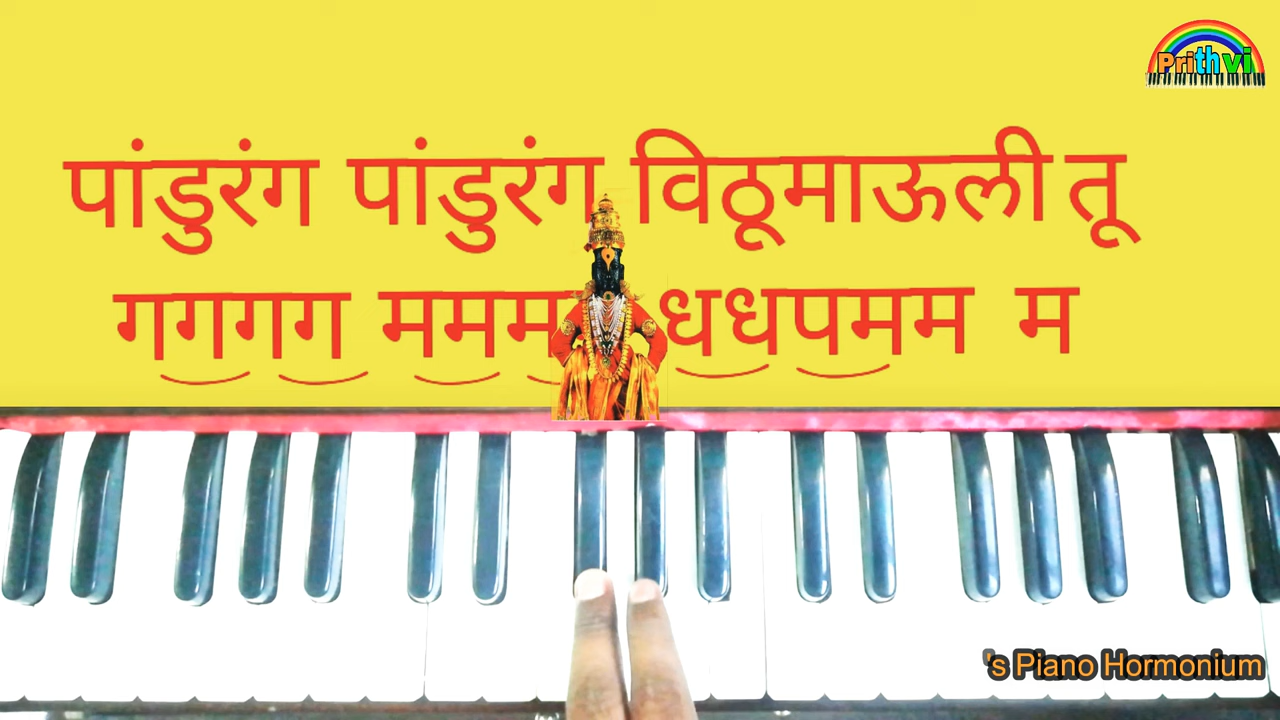 Prithvi
पांडुरंग पांडुरंग विठूमाऊली तू
गगगग ममम धधपमम म
's Piano Hormonium